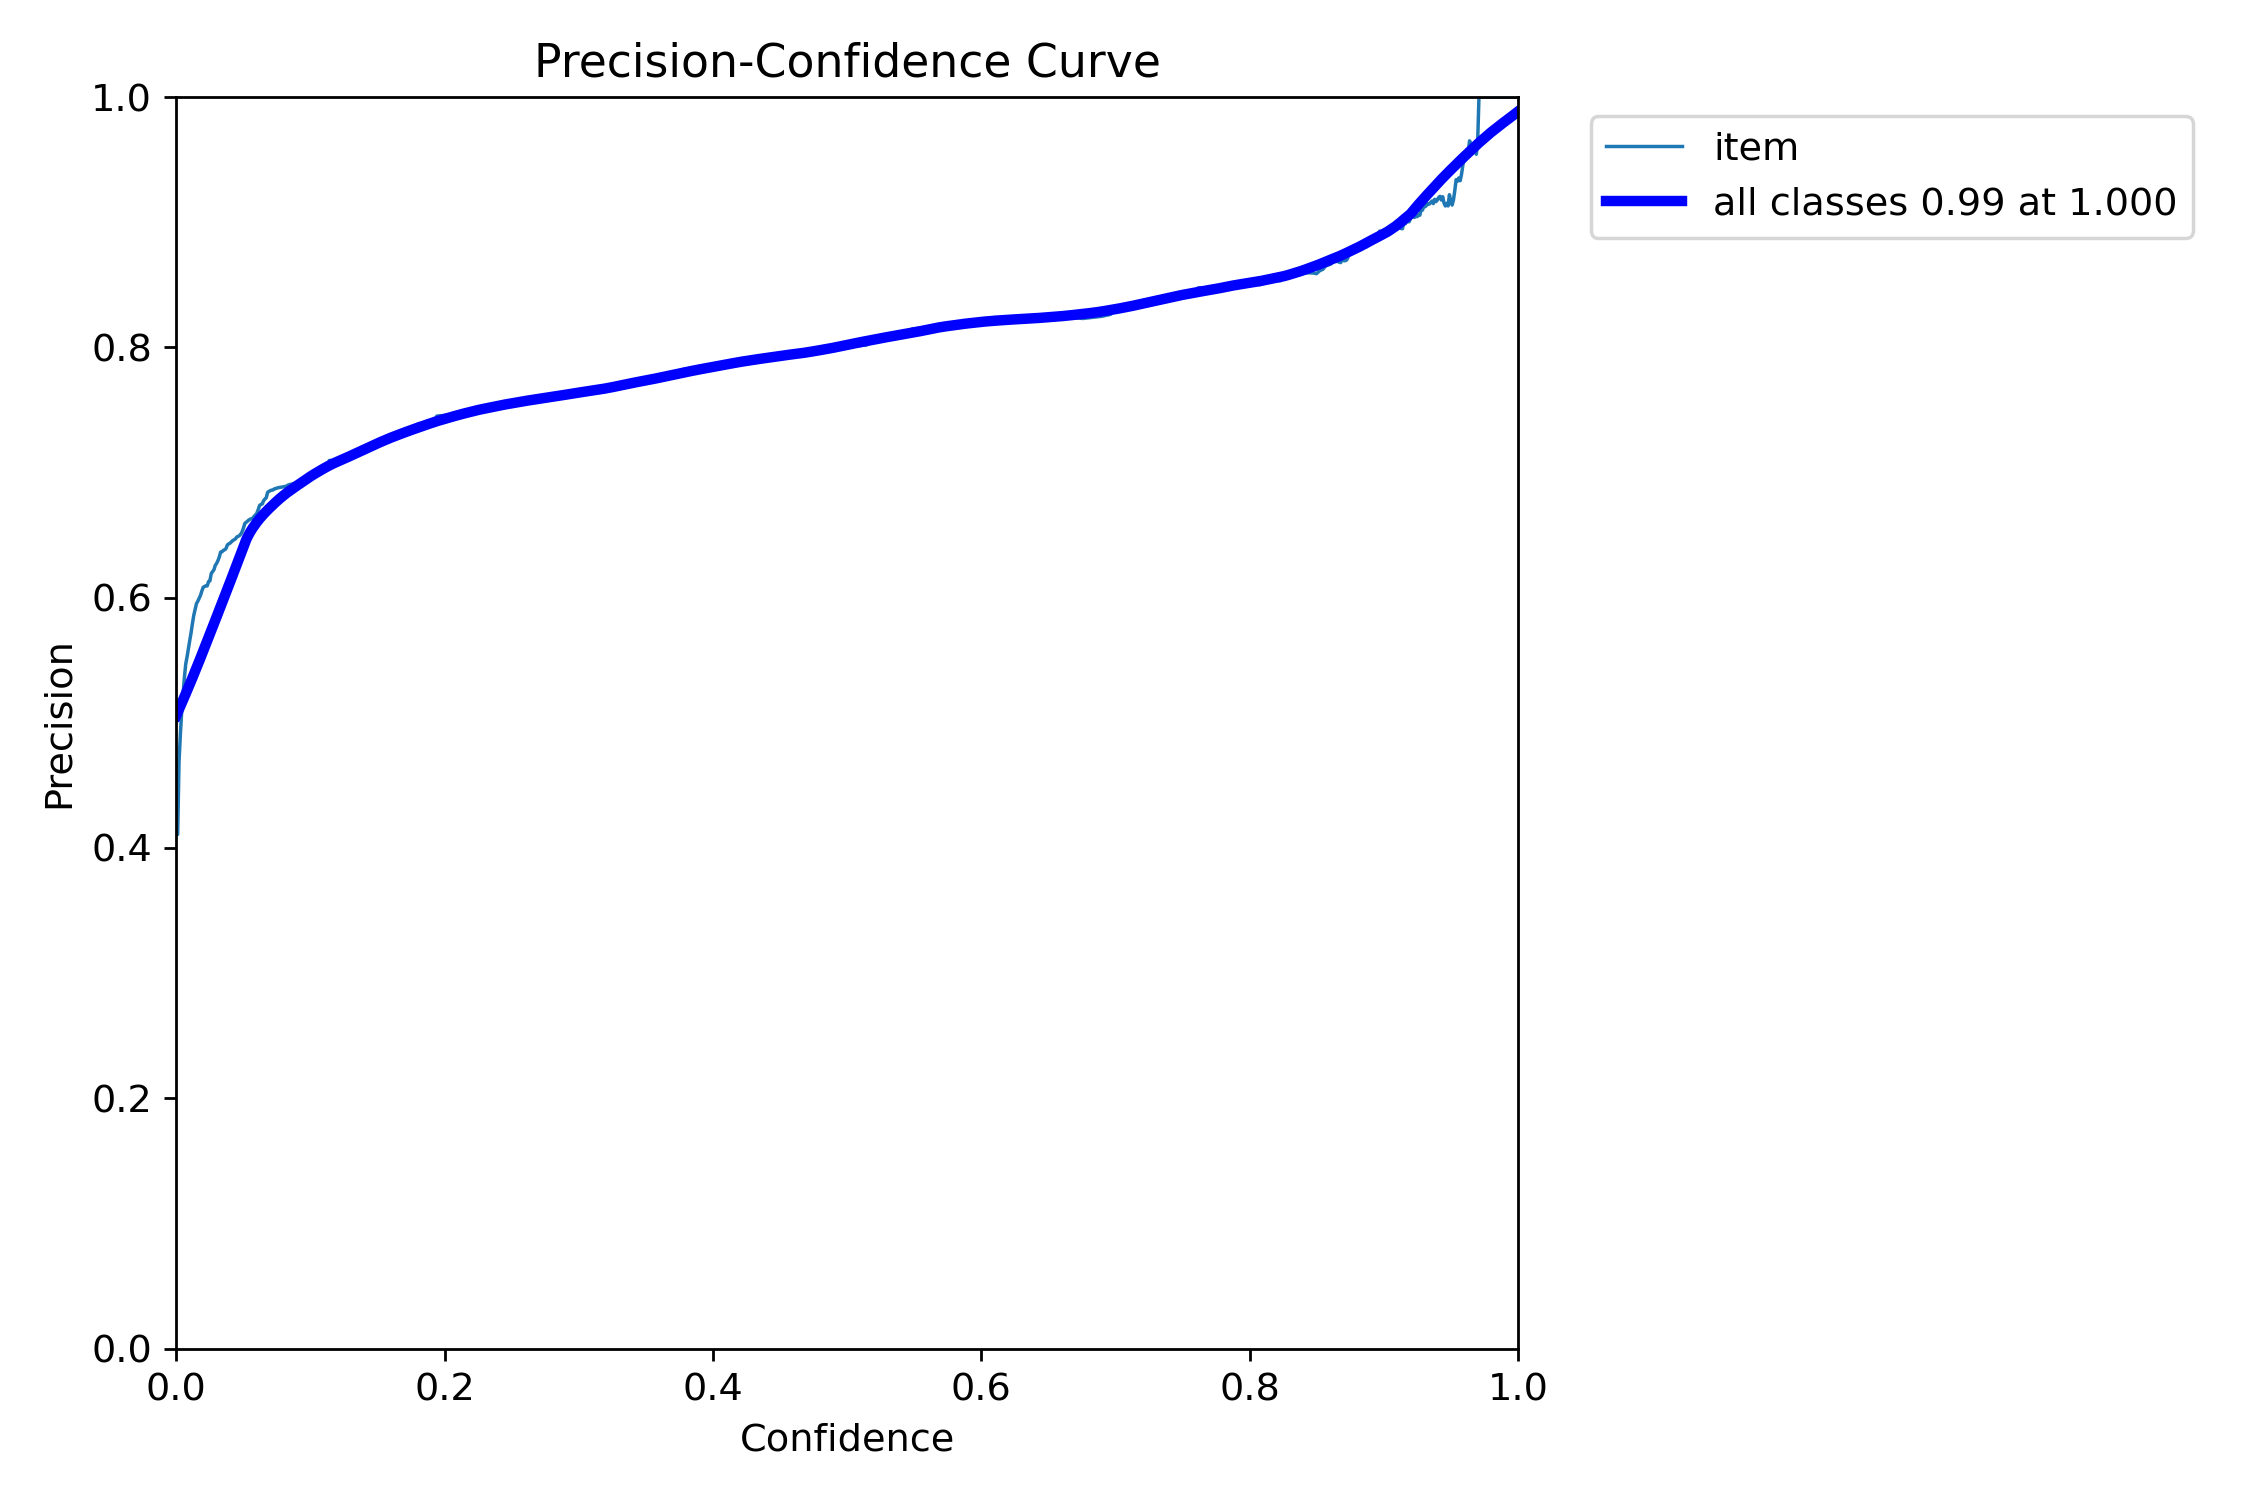 Precision-Confidence Curve
1.0
0.8
0.6
0.4
0.2
0.0
Precision
0.0 0.2 0.4 0.6 0.8 1.0
Confidence
item
all classes 0.99 at 1.000